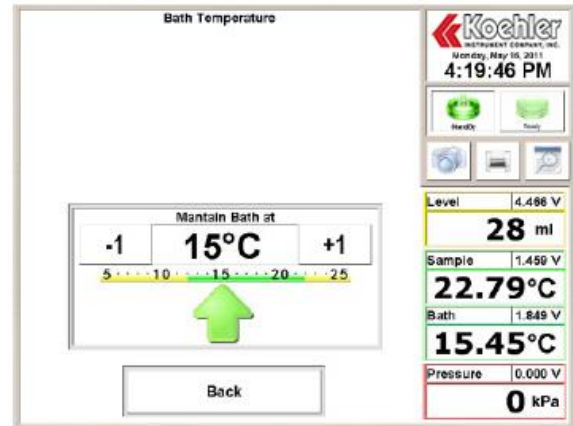 Bath Temperature
Koehler
INSTRUMENT COMPANY, INC.
Monday, May 16, 2011
4:19:46 PM
Ready
Mantain Bath at
-1 15°C +1
5 10 15 20 25
Back
Level 4.466 V
28 ml
Sample 1.459 V
22.79°C
Bath 1.849 V
15.45°C
Pressure 0.000 V
0 kPa